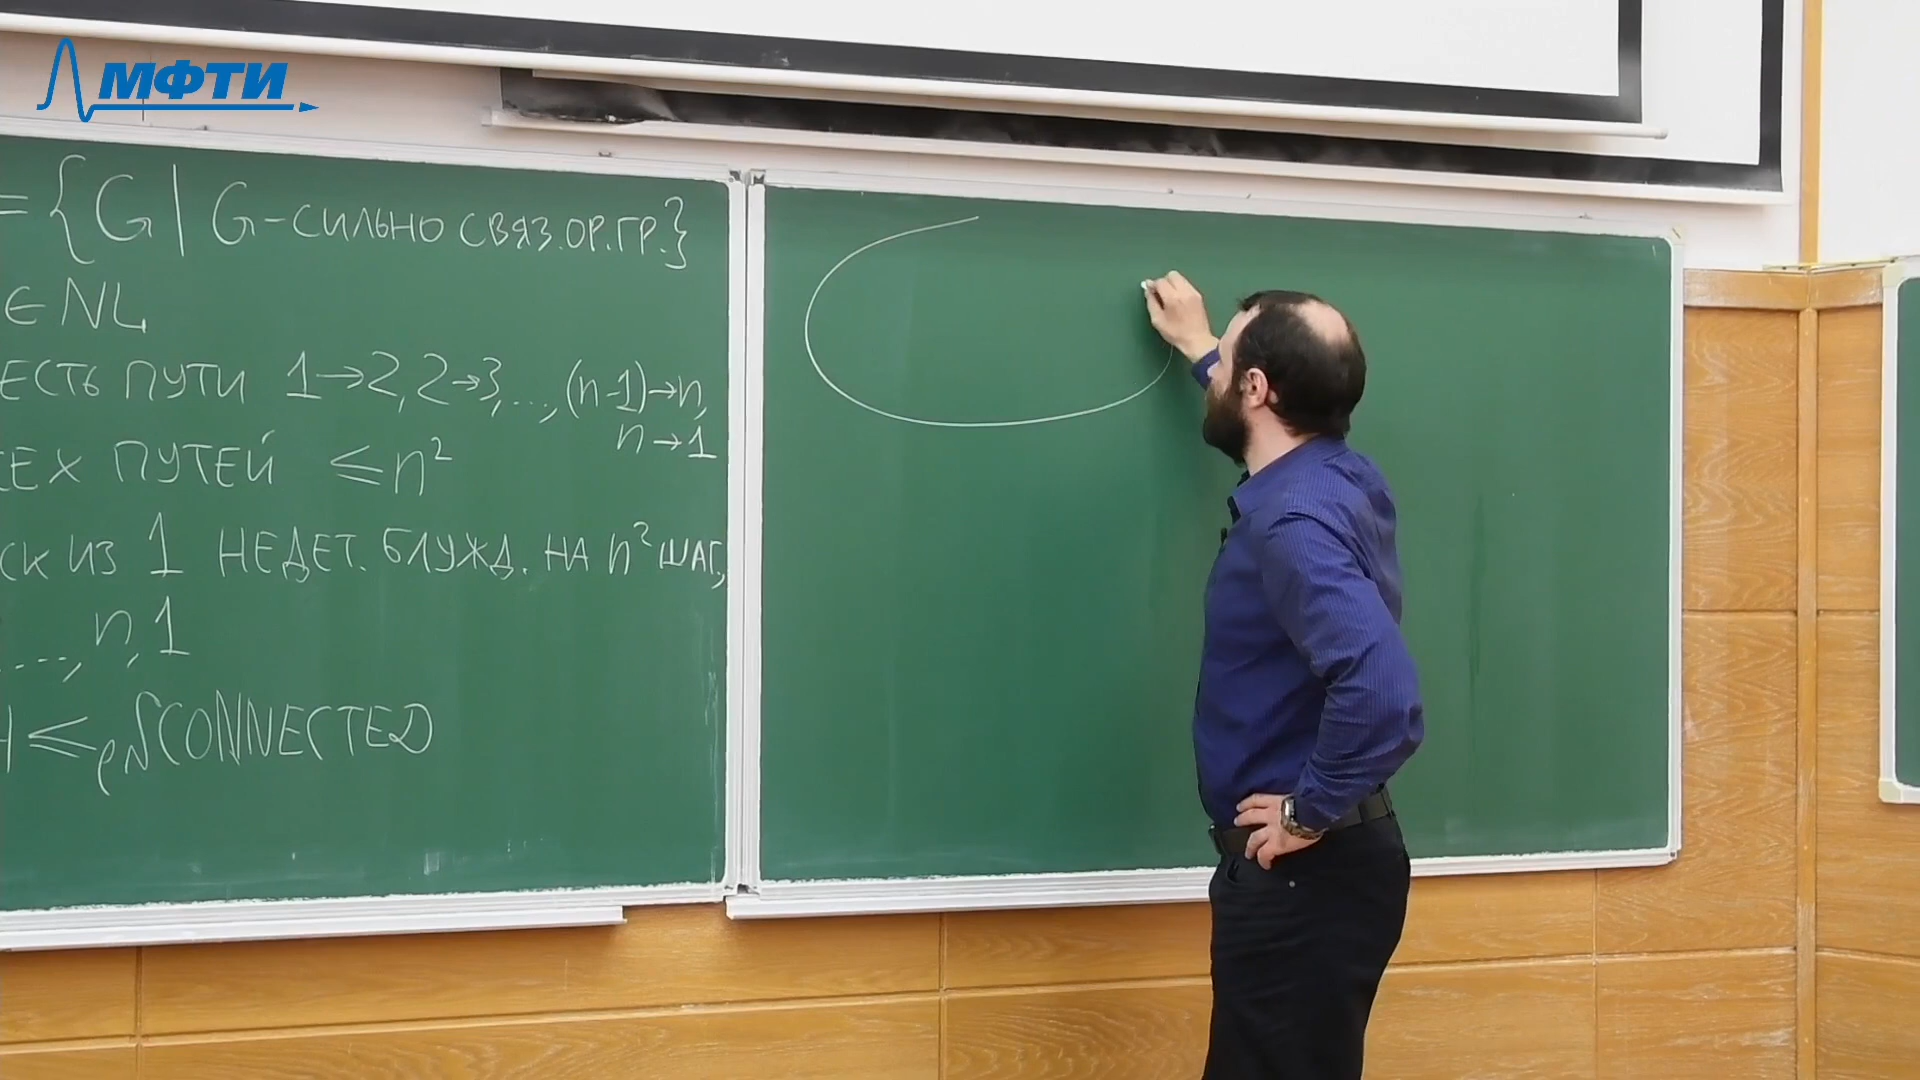 МФТИ
= {G | G-СИЛЬНО СВЯЗ. ОР. ГР.}
∈ NL
ЕСТЬ ПУТИ 1→2, 2→3, ..., (n-1)→n,
n→1
ЕХ ПУТЕЙ ≤ n²
СК ИЗ 1 НЕДЕТ. БЛУЖД. НА n² ШАГ.,
..., n, 1
H ≤ₚ SCONNECTED